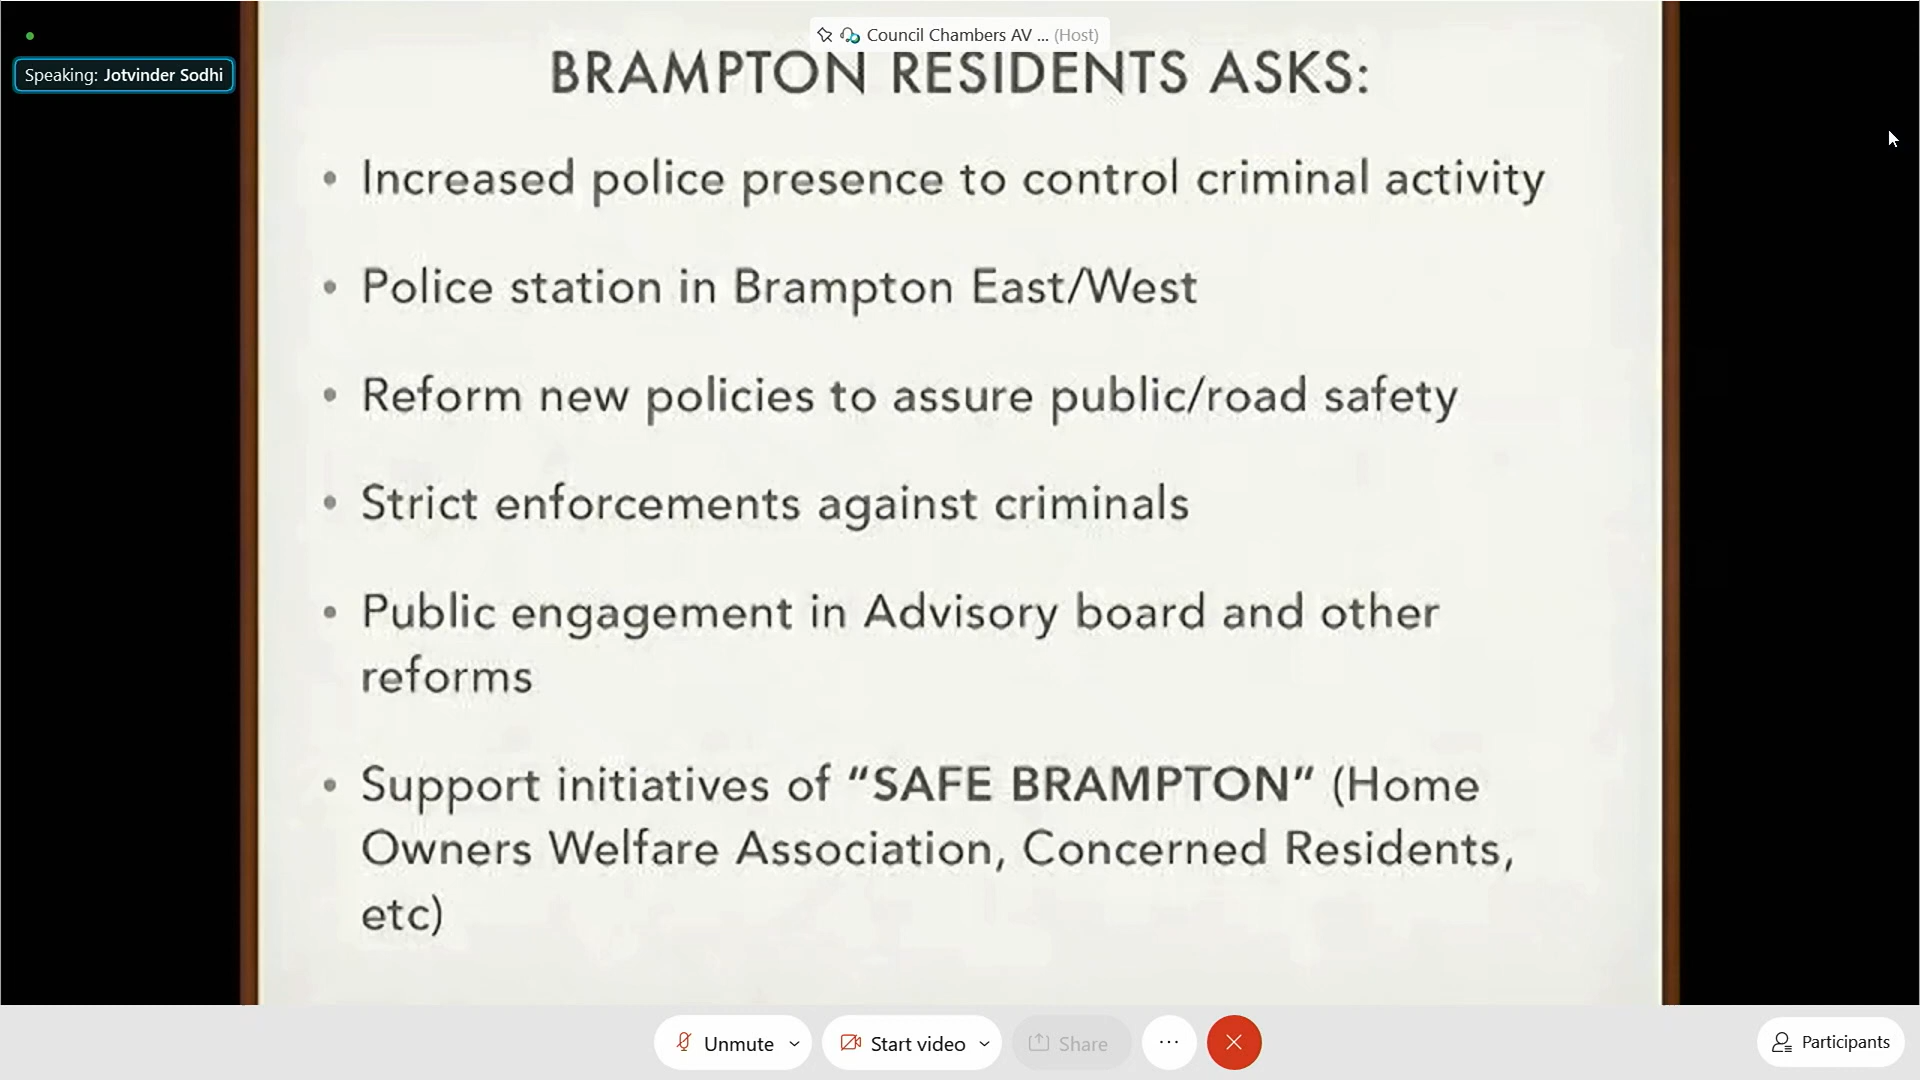 Council Chambers AV ... (Host)
Speaking: Jotvinder Sodhi
BRAMPTON RESIDENTS ASKS:
• Increased police presence to control criminal activity
• Police station in Brampton East/West
• Reform new policies to assure public/road safety
• Strict enforcements against criminals
• Public engagement in Advisory board and other
reforms
• Support initiatives of “SAFE BRAMPTON” (Home
Owners Welfare Association, Concerned Residents,
etc)
Unmute
Start video
Share
Participants